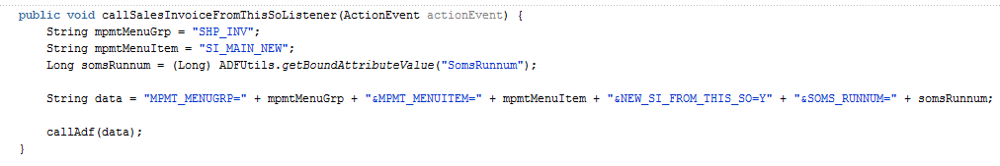 public void callSalesInvoiceFromThisSoListener(ActionEvent actionEvent) {
String mpmtMenuGrp = "SHP_INV";
String mpmtMenuItem = "SI_MAIN_NEW";
Long somsRunnum = (Long) ADFUtils.getBoundAttributeValue("SomsRunnum");
String data = "MPMT_MENUGRP=" + mpmtMenuGrp + "&MPMT_MENUITEM=" + mpmtMenuItem + "&NEW_SI_FROM_THIS_SO=Y" + "&SOMS_RUNNUM=" + somsRunnum;
callAdf(data);
}